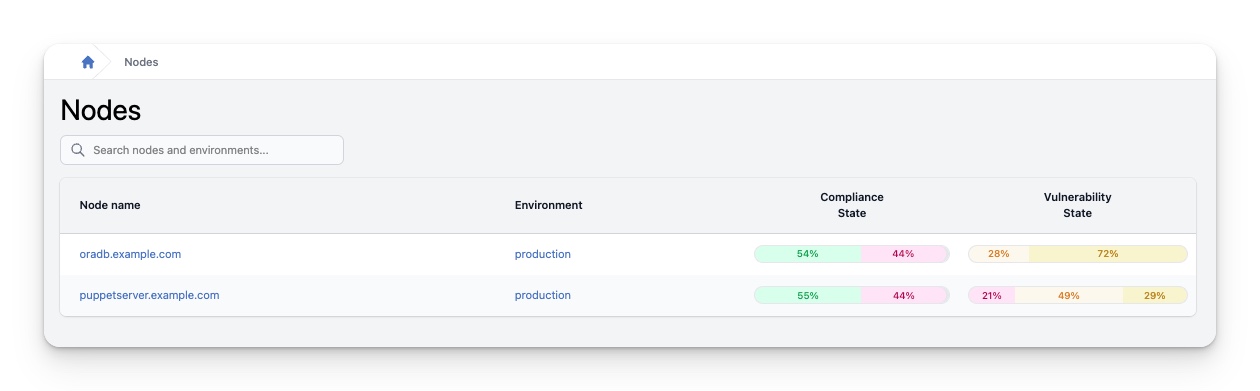 Nodes
Nodes
Search nodes and environments...
Node name Environment Compliance State Vulnerability State
oradb.example.com production 54% 44% 28% 72%
puppetserver.example.com production 55% 44% 21% 49% 29%